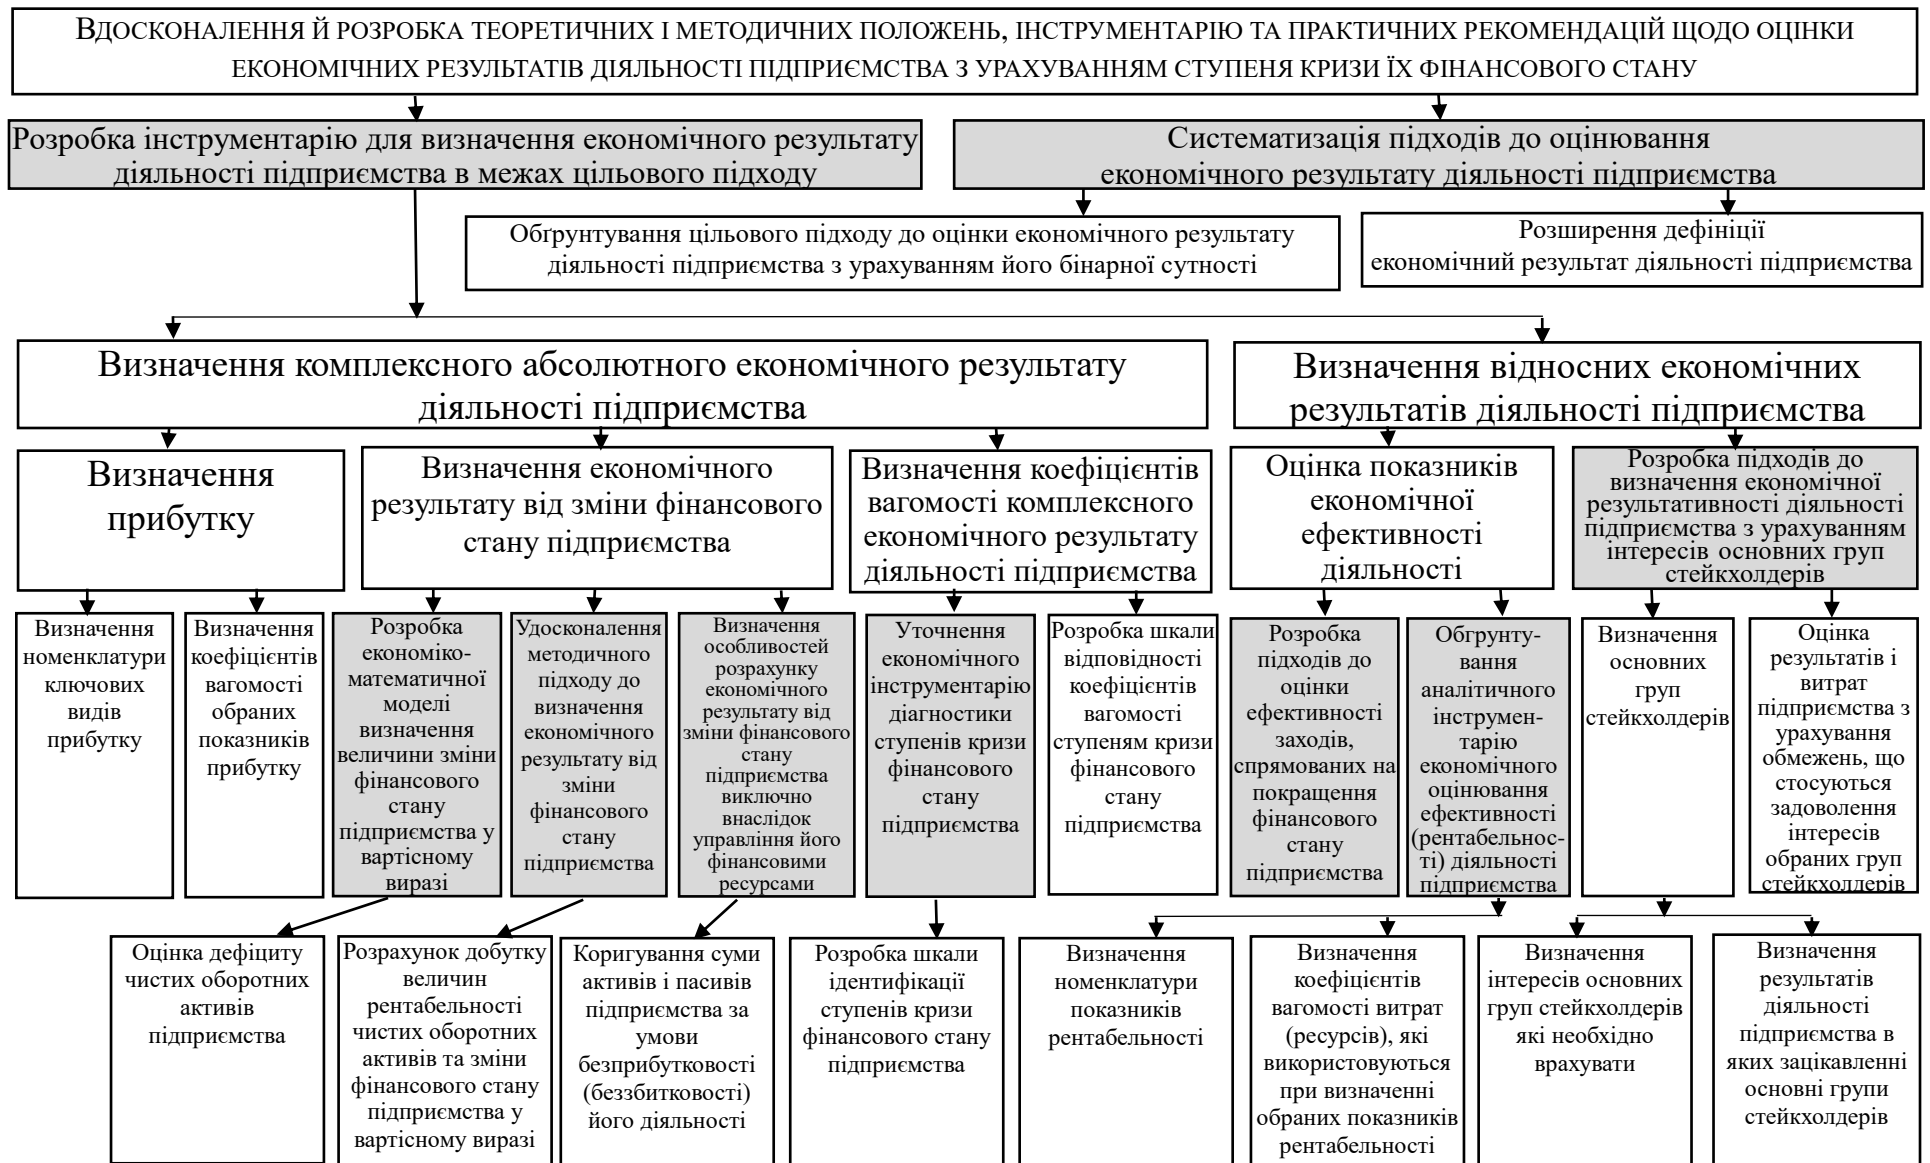 ВДОСКОНАЛЕННЯ Й РОЗРОБКА ТЕОРЕТИЧНИХ І МЕТОДИЧНИХ ПОЛОЖЕНЬ, ІНСТРУМЕНТАРІЮ ТА ПРАКТИЧНИХ РЕКОМЕНДАЦІЙ ЩОДО ОЦІНКИ
ЕКОНОМІЧНИХ РЕЗУЛЬТАТІВ ДІЯЛЬНОСТІ ПІДПРИЄМСТВА З УРАХУВАННЯМ СТУПЕНЯ КРИЗИ ЇХ ФІНАНСОВОГО СТАНУ
Розробка інструментарію для визначення економічного результату
діяльності підприємства в межах цільового підходу
Систематизація підходів до оцінювання
економічного результату діяльності підприємства
Обґрунтування цільового підходу до оцінки економічного результату
діяльності підприємства з урахуванням його бінарної сутності
Розширення дефініції
економічний результат діяльності підприємства
Визначення комплексного абсолютного економічного результату
діяльності підприємства
Визначення відносних економічних
результатів діяльності підприємства
Визначення
прибутку
Визначення економічного
результату від зміни фінансового
стану підприємства
Визначення коефіцієнтів
вагомості комплексного
економічного результату
діяльності підприємства
Оцінка показників
економічної
ефективності
діяльності
Розробка підходів до
визначення економічної
результативності діяльності
підприємства з урахуванням
інтересів основних груп
стейкхолдерів
Визначення
номенклатури
ключових
видів
прибутку
Визначення
коефіцієнтів
вагомості
обраних
показників
прибутку
Розробка
економіко-
математичної
моделі
визначення
величини зміни
фінансового
стану
підприємства у
вартісному
виразі
Удосконалення
методичного
підходу до
визначення
економічного
результату від
зміни
фінансового
стану
підприємства
Визначення
особливостей
розрахунку
економічного
результату від
зміни фінансового
стану
підприємства
виключно
внаслідок
управління його
фінансовими
ресурсами
Уточнення
економічного
інструментарію
діагностики
ступенів кризи
фінансового
стану
підприємства
Розробка шкали
відповідності
коефіцієнтів
вагомості
ступеням кризи
фінансового
стану
підприємства
Розробка
підходів до
оцінки
ефективності
заходів,
спрямованих на
покращення
фінансового
стану
підприємства
Обгрунту-
вання
аналітичного
інструмен-
тарію
економічного
оцінювання
ефективності
(рентабельнос-
ті) діяльності
підприємства
Визначення
основних
груп
стейкхолдерів
Оцінка
результатів і
витрат
підприємства з
урахування
обмежень, що
стосуються
задоволення
інтересів
обраних груп
стейкхолдерів
Оцінка дефіциту
чистих оборотних
активів
підприємства
Розрахунок добутку
величин
рентабельності
чистих оборотних
активів та зміни
фінансового стану
підприємства у
вартісному виразі
Коригування суми
активів і пасивів
підприємства за
умови
безприбутковості
(беззбитковості)
його діяльності
Розробка шкали
ідентифікації
ступенів кризи
фінансового стану
підприємства
Визначення
номенклатури
показників
рентабельності
Визначення
коефіцієнтів
вагомості витрат
(ресурсів), які
використовуються
при визначенні
обраних показників
рентабельності
Визначення
інтересів основних
груп стейкхолдерів
які необхідно
врахувати
Визначення
результатів
діяльності
підприємства в
яких зацікавленні
основні групи
стейкхолдерів